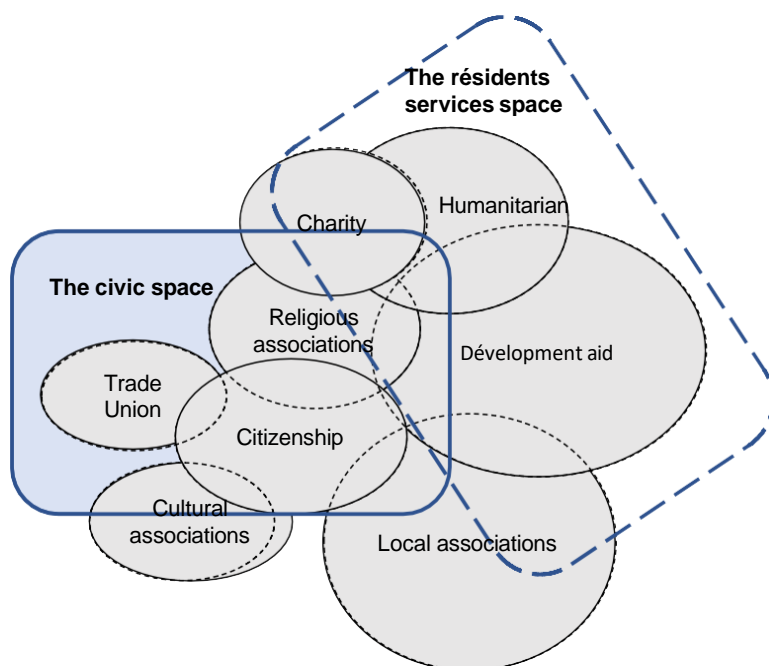 The résidents
services space
Humanitarian
Charity
The civic space
Religious
associations
Dévelopment aid
Trade
Union
Citizenship
Cultural
associations
Local associations